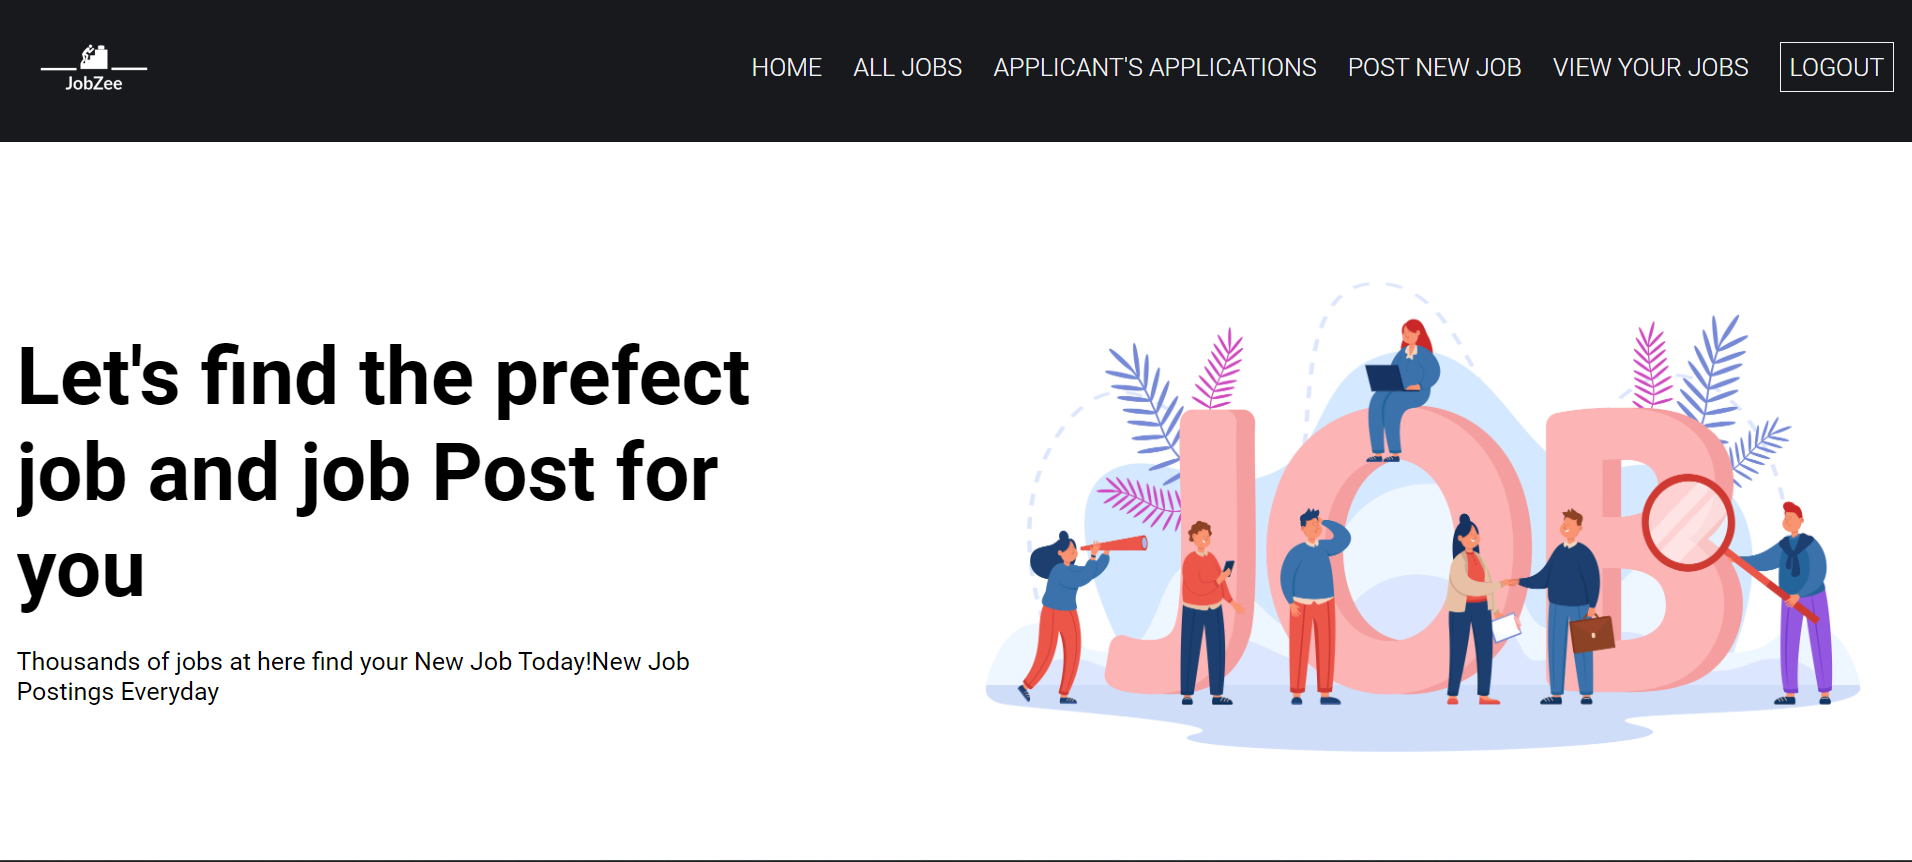 JobZee
HOME ALL JOBS APPLICANT'S APPLICATIONS POST NEW JOB VIEW YOUR JOBS LOGOUT
Let's find the prefect
job and job Post for
you
Thousands of jobs at here find your New Job Today!New Job
Postings Everyday
JOB